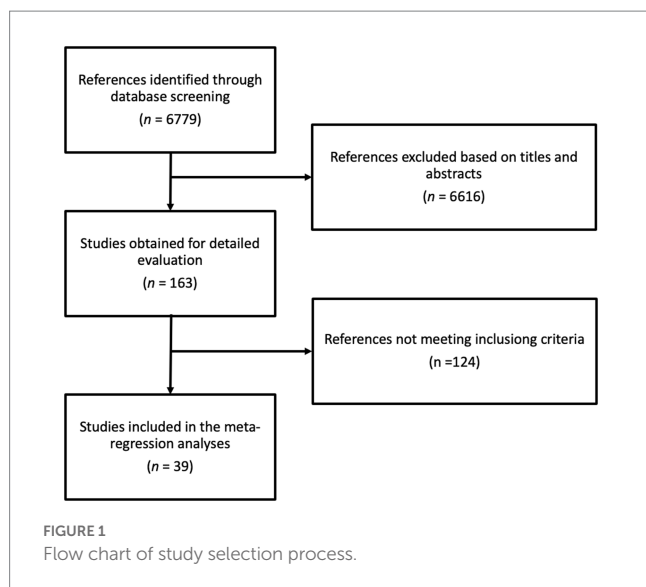 References identified through
database screening
(n = 6779)
References excluded based on titles and
abstracts
(n = 6616)
Studies obtained for detailed
evaluation
(n = 163)
References not meeting inclusiong criteria
(n =124)
Studies included in the meta-
regression analyses
(n = 39)
FIGURE 1
Flow chart of study selection process.